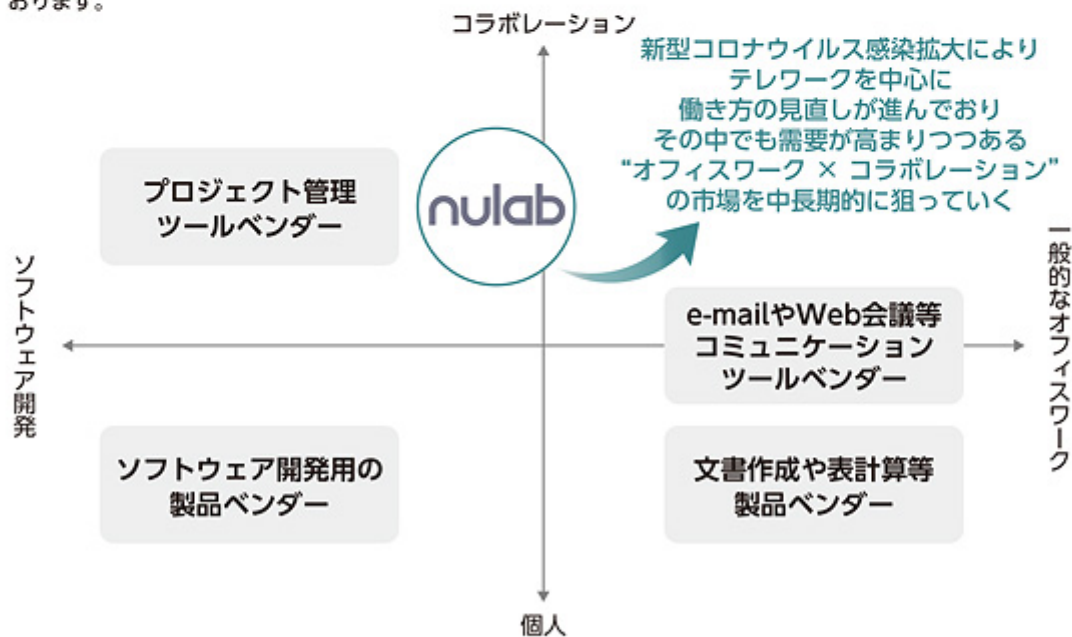 おります。
コラボレーション
新型コロナウイルス感染拡大により
テレワークを中心に
働き方の見直しが進んでおり
その中でも需要が高まりつつある
“オフィスワーク × コラボレーション”
の市場を中長期的に狙っていく
プロジェクト管理
ツールベンダー
nulab
ソフトウェア開発
一般的なオフィスワーク
e-mailやWeb会議等
コミュニケーション
ツールベンダー
ソフトウェア開発用の
製品ベンダー
文書作成や表計算等
製品ベンダー
個人